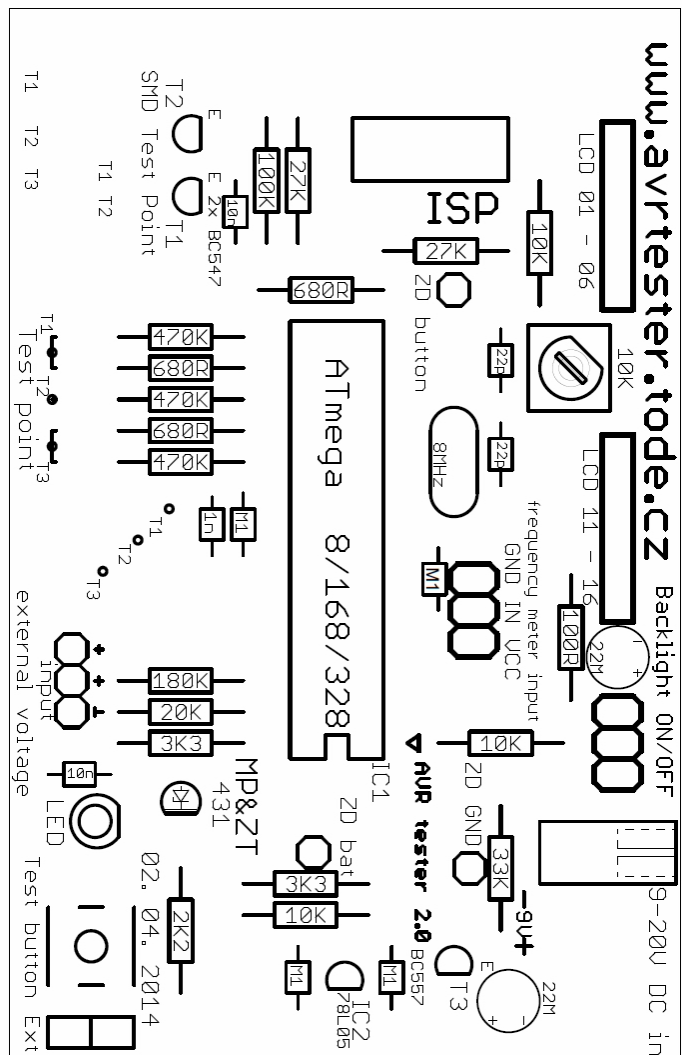 www.avrtester.tode.cz
T1
T2
T3
SMD Test Point
T1
T2
T2
E
E
T1
2x BC547
10n
100K
27K
ISP
LCD 01 - 06
10K
27K
ZD button
680R
T1
T2
T3
Test point
470K
680R
470K
680R
470K
ATmega 8/168/328
IC1
22p
22p
8MHz
10K
LCD 11 - 16
T1
T2
T3
1n
M1
M1
frequency meter input
GND IN VCC
100R
22M
- +
Backlight ON/OFF
external voltage
input
+
+
-
180K
20K
3K3
10K
10n
LED
431
MP&ZT
ZD bat
AVR tester 2.0
ZD GND
33K
3K3
10K
-9V+
9-20V DC in
Test button
02. 04. 2014
2K2
M1
78L05
IC2
M1
BC557
T3
E
22M
+ -
Ext